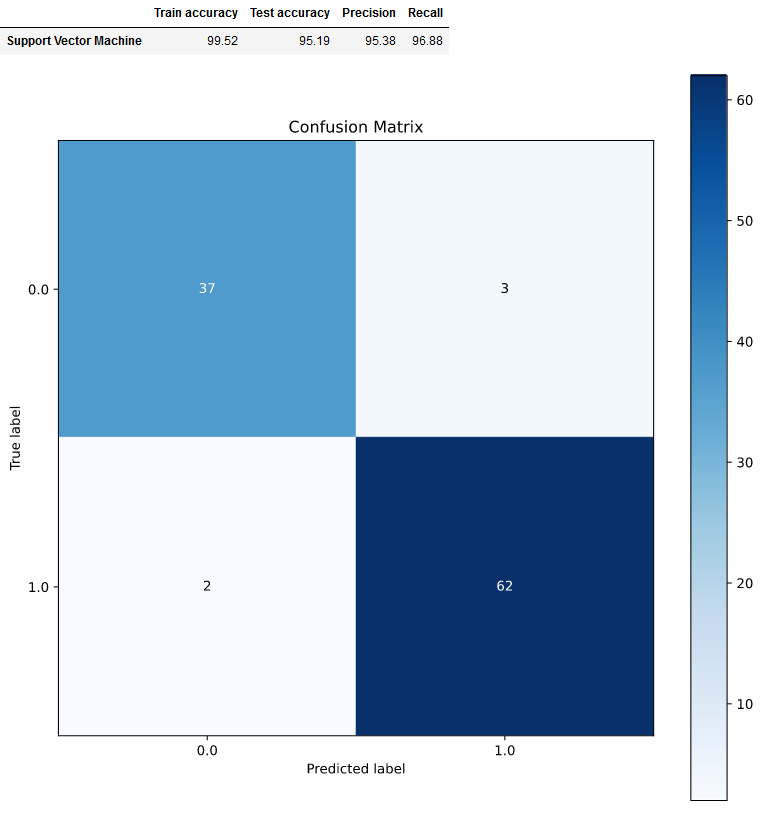 Train accuracy Test accuracy Precision Recall
Support Vector Machine 99.52 95.19 95.38 96.88
Confusion Matrix
60
50
40
30
20
10
True label
0.0
37 3
1.0
2 62
0.0 1.0
Predicted label